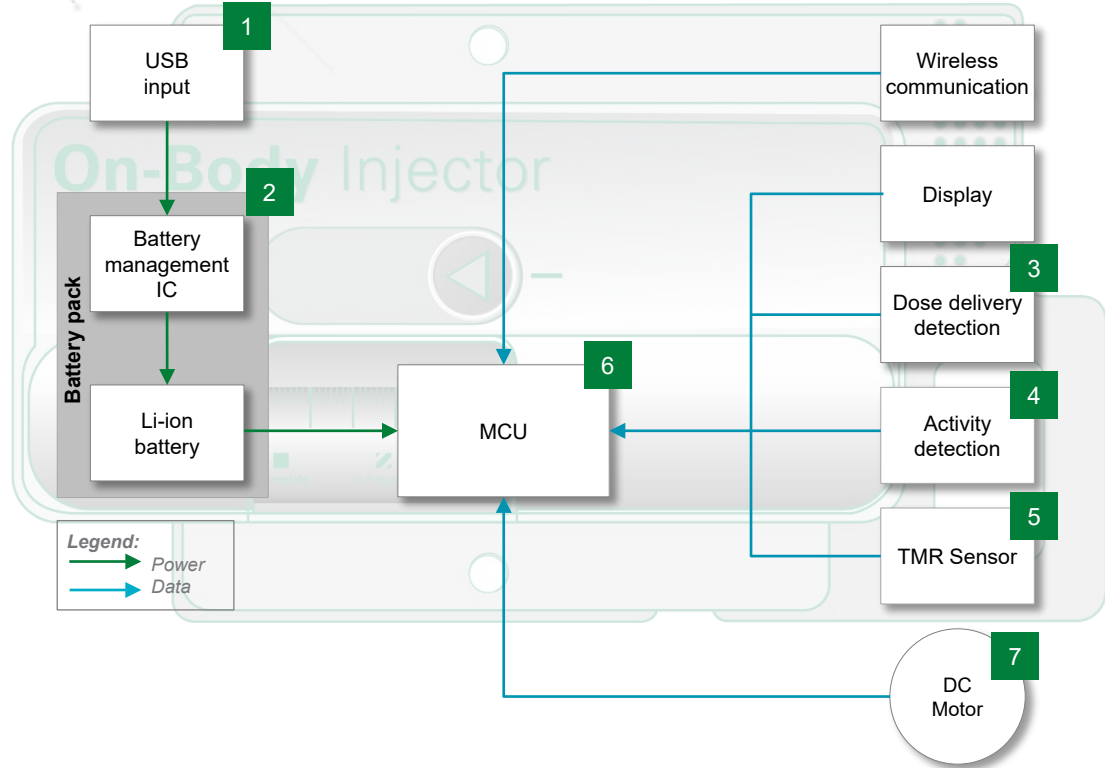 1
USB
input
Wireless
communication
On-Body Injector
2
Battery
management
IC
Battery pack
Li-ion
battery
Display
3
Dose delivery
detection
6
MCU
4
Activity
detection
5
TMR Sensor
Legend:
Power
Data
7
DC
Motor